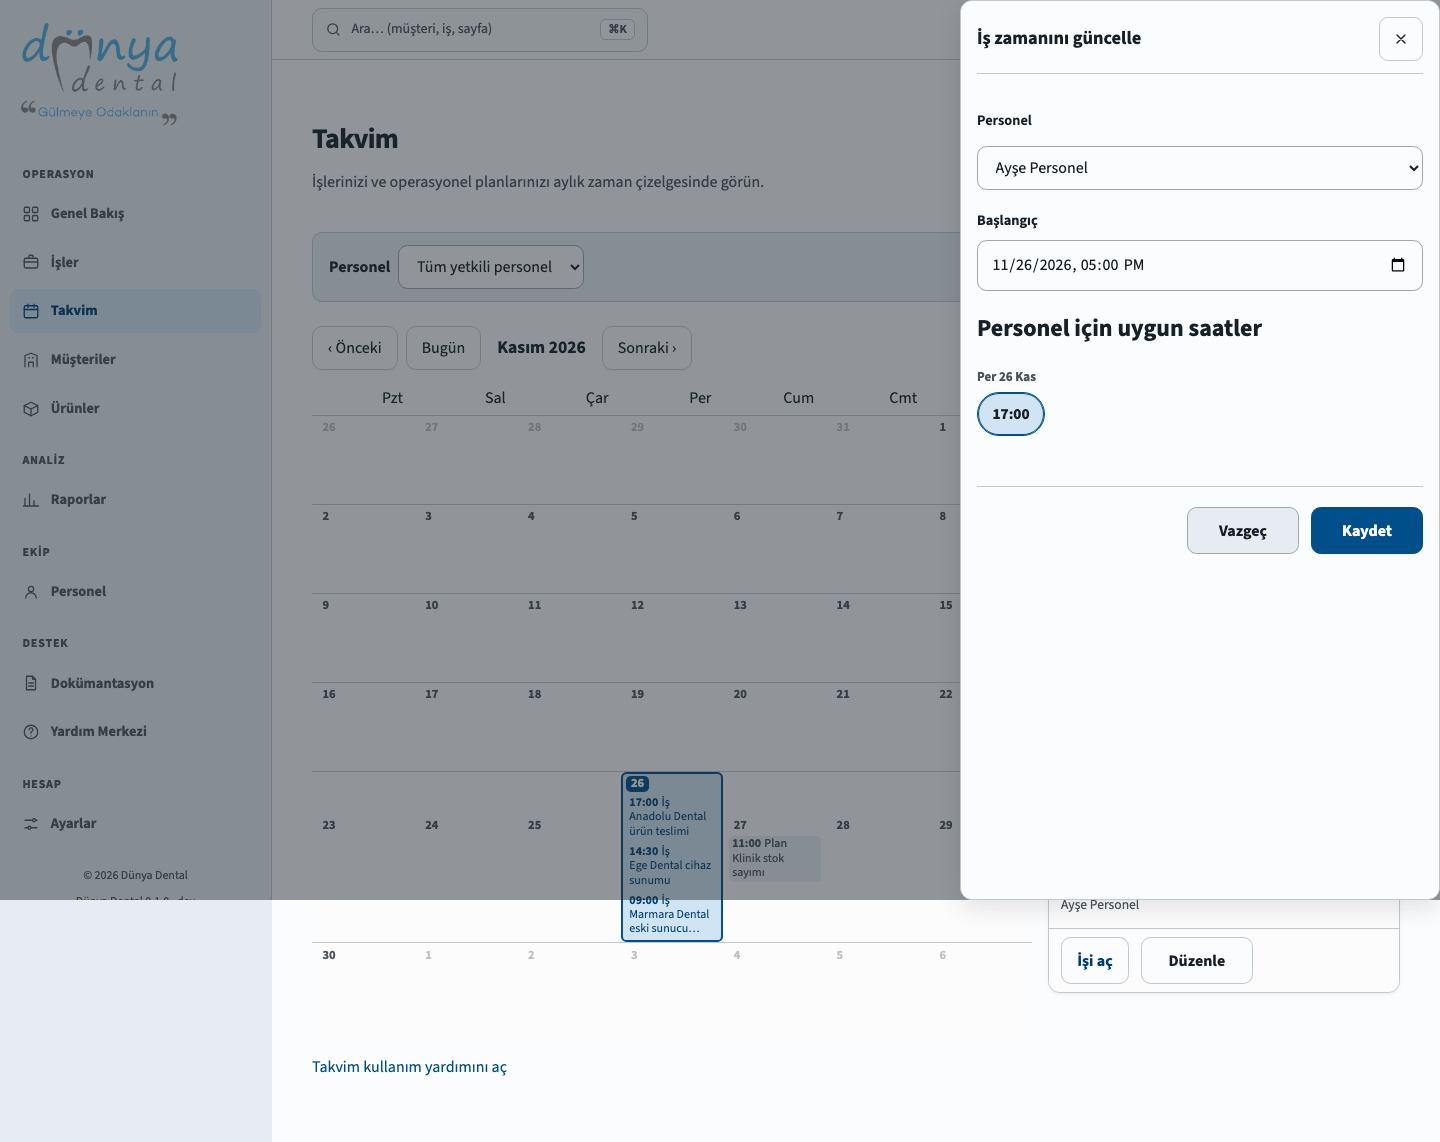 dünya
dental
“Gülmeye Odaklanın”
OPERASYON
Genel Bakış
İşler
Takvim
Müşteriler
Ürünler
ANALİZ
Raporlar
EKİP
Personel
DESTEK
Dokümantasyon
Yardım Merkezi
HESAP
Ayarlar
© 2026 Dünya Dental
Ara… (müşteri, iş, sayfa) ⌘K
Takvim
İşlerinizi ve operasyonel planlarınızı aylık zaman çizelgesinde görün.
Personel Tüm yetkili personel
‹ Önceki Bugün Kasım 2026 Sonraki ›
Pzt Sal Çar Per Cum Cmt
26 27 28 29 30 31 1
2 3 4 5 6 7 8
9 10 11 12 13 14 15
16 17 18 19 20 21 22
23 24 25 26 27 28 29
17:00 İş
Anadolu Dental
ürün teslimi
14:30 İş
Ege Dental cihaz
sunumu
09:00 İş
Marmara Dental
eski sunucu…
11:00 Plan
Klinik stok
sayımı
30 1 2 3 4 5 6
Takvim kullanım yardımını aç
İş zamanını güncelle
Personel
Ayşe Personel
Başlangıç
11/26/2026, 05:00 PM
Personel için uygun saatler
Per 26 Kas
17:00
Vazgeç Kaydet
Ayşe Personel
İşi aç Düzenle